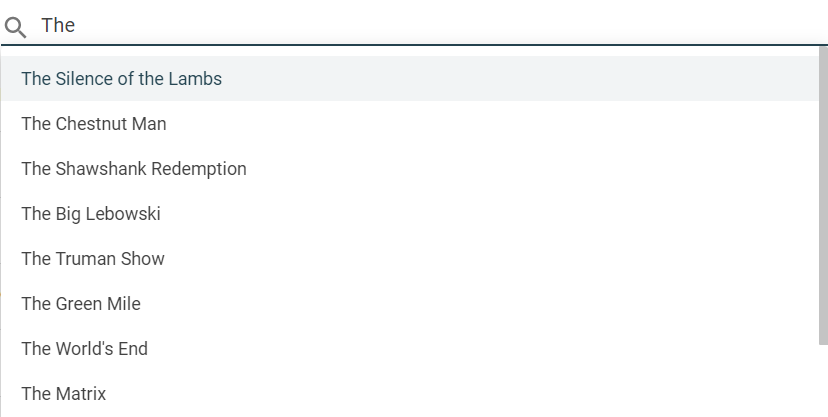 The
The Silence of the Lambs
The Chestnut Man
The Shawshank Redemption
The Big Lebowski
The Truman Show
The Green Mile
The World's End
The Matrix